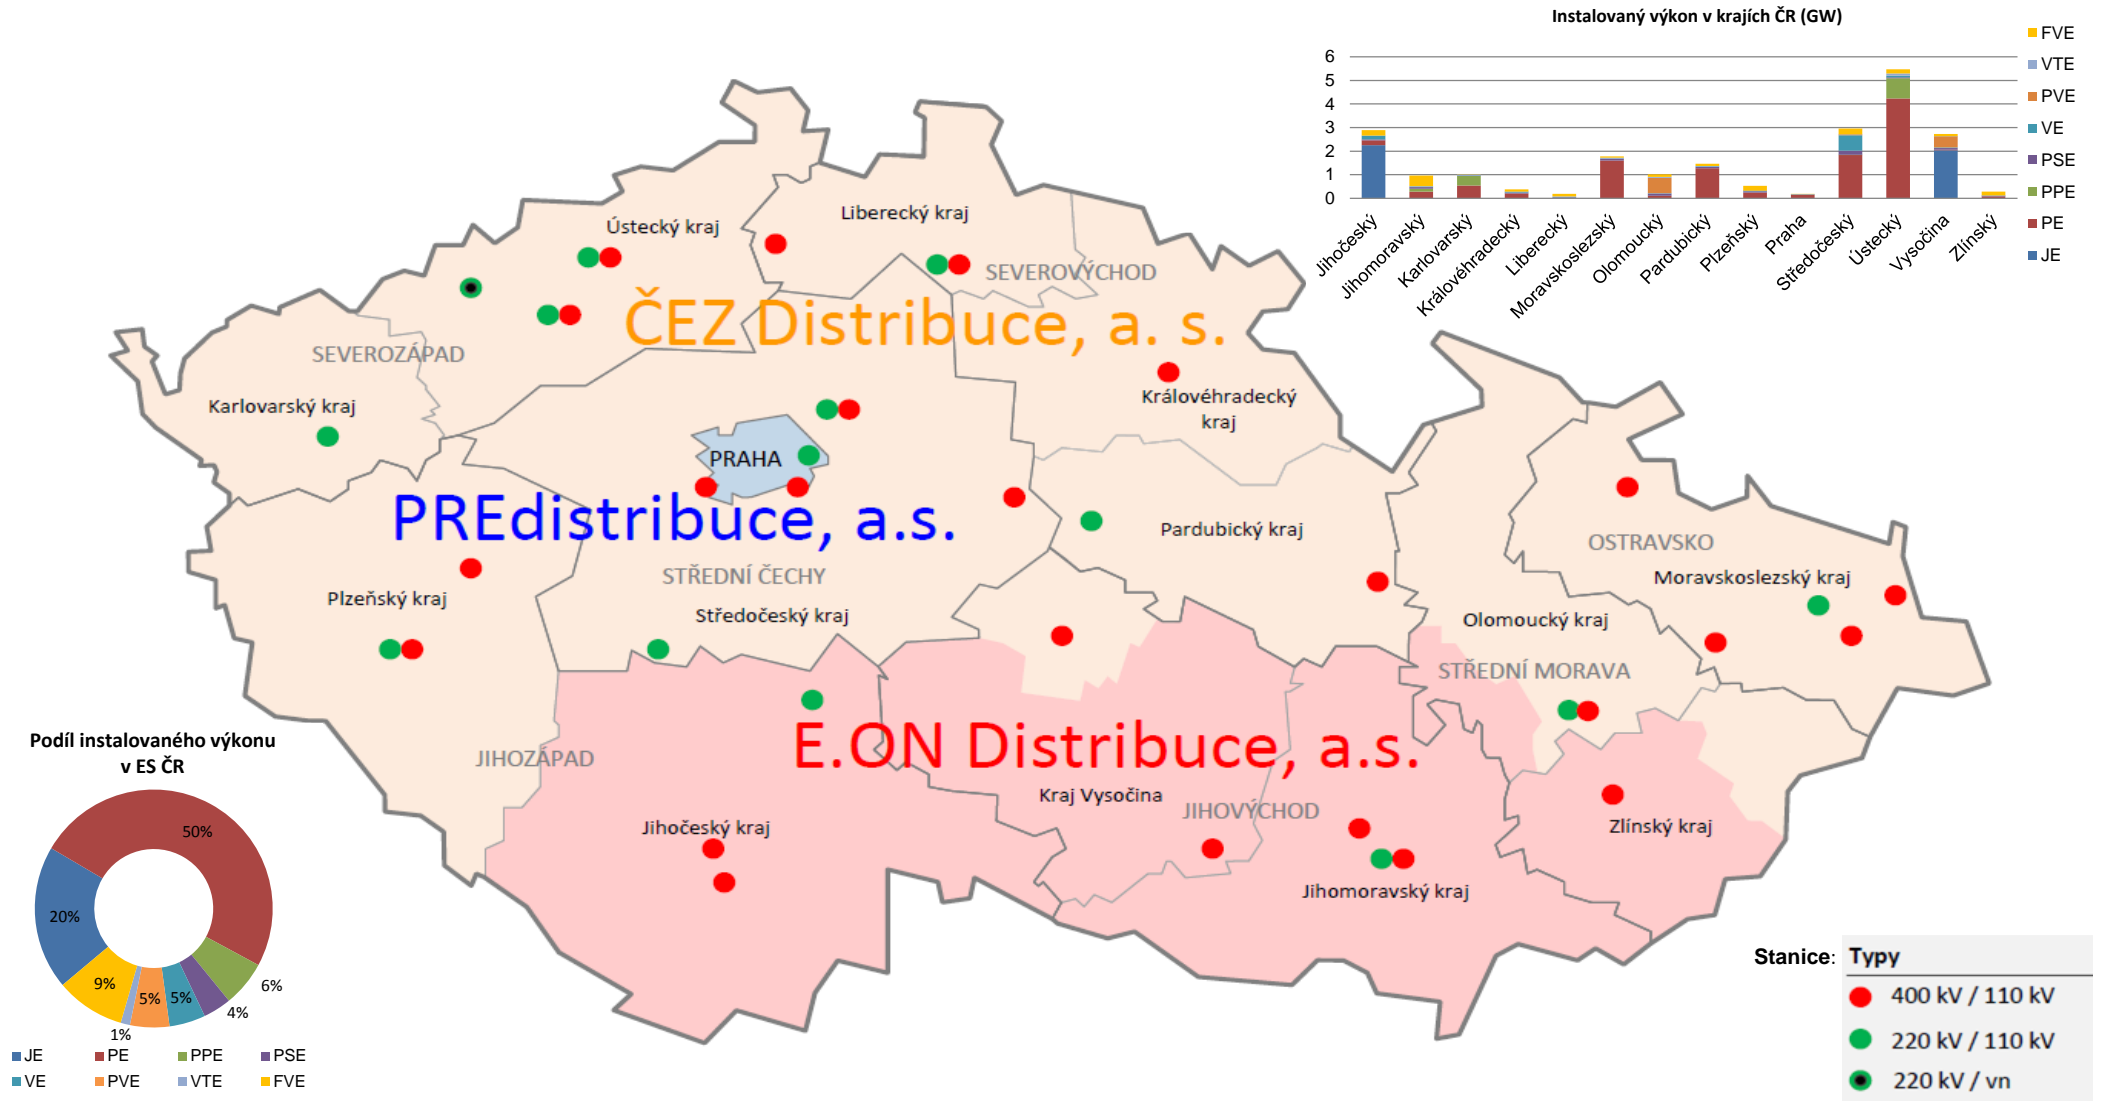 Instalovaný výkon v krajích ČR (GW)
6
5
4
3
2
1
0
Jihočeský
Jihomoravský
Karlovarský
Královéhradecký
Liberecký
Moravskoslezský
Olomoucký
Pardubický
Plzeňský
Praha
Středočeský
Ústecký
Vysočina
Zlínský
FVE
VTE
PVE
VE
PSE
PPE
PE
JE
Liberecký kraj
Ústecký kraj
SEVEROVÝCHOD
ČEZ Distribuce, a. s.
SEVEROZÁPAD
Karlovarský kraj
Královéhradecký
kraj
PRAHA
PREdistribuce, a.s.
Pardubický kraj
OSTRAVSKO
STŘEDNÍ ČECHY
Moravskoslezský kraj
Plzeňský kraj
Středočeský kraj
Olomoucký kraj
STŘEDNÍ MORAVA
E.ON Distribuce, a.s.
JIHOZÁPAD
Kraj Vysočina
JIHOVÝCHOD
Jihočeský kraj
Zlínský kraj
Jihomoravský kraj
Podíl instalovaného výkonu
v ES ČR
50%
20%
9%
1%
5%
5%
4%
6%
JE PE PPE PSE
VE PVE VTE FVE
Stanice: Typy
400 kV / 110 kV
220 kV / 110 kV
220 kV / vn